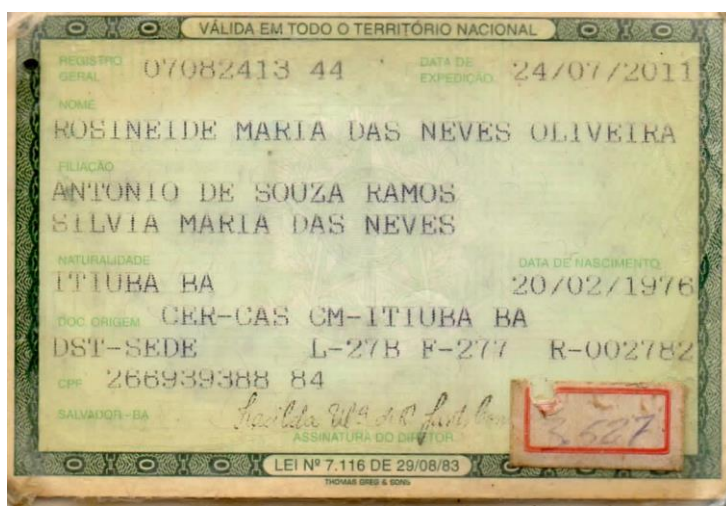 VÁLIDA EM TODO O TERRITÓRIO NACIONAL
REGISTRO GERAL 07082413 44 DATA DE EXPEDIÇÃO 24/07/2011
NOME
ROSINEIDE MARIA DAS NEVES OLIVEIRA
FILIAÇÃO
ANTONIO DE SOUZA RAMOS
SILVIA MARIA DAS NEVES
NATURALIDADE DATA DE NASCIMENTO
ITIUBA BA 20/02/1976
DOC ORIGEM CER-CAS CM-ITIUBA BA
DST-SEDE L-27B F-277 R-002782
CPF 266939388 84
SALVADOR-BA
ASSINATURA DO DIRETOR
3.527
LEI Nº 7.116 DE 29/08/83
THOMAS GREG & SONS